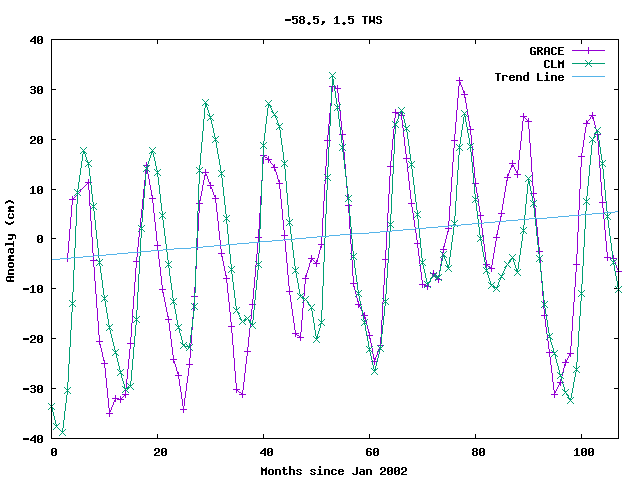 -58.5, 1.5 TWS
GRACE
CLM
Trend Line
40
30
20
10
0
-10
-20
-30
-40
Anomaly (cm)
0 20 40 60 80 100
Months since Jan 2002